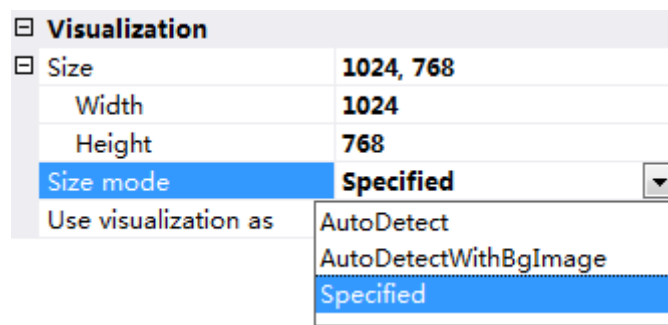 Visualization
Size 1024, 768
Width 1024
Height 768
Size mode Specified
Use visualization as
AutoDetect
AutoDetectWithBgImage
Specified